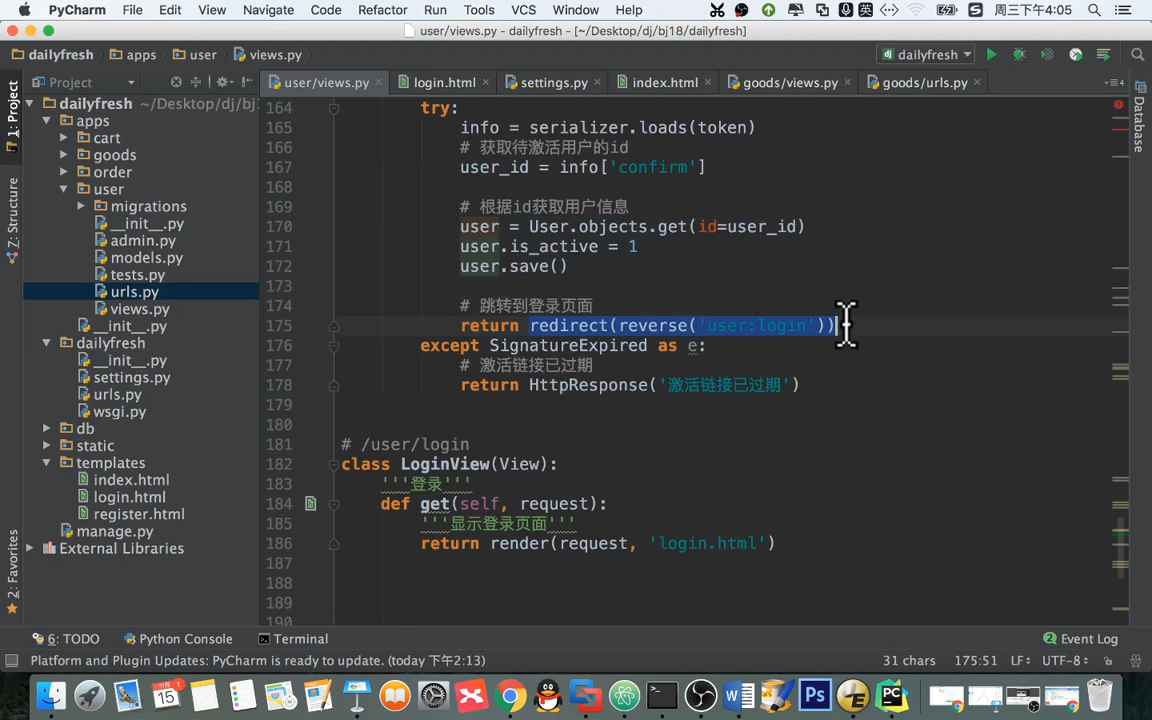 PyCharm File Edit View Navigate Code Refactor Run Tools VCS Window Help 周三下午4:05
user/views.py - dailyfresh - [~/Desktop/dj/bj18/dailyfresh]
dailyfresh apps user views.py dailyfresh
Project user/views.py login.html settings.py index.html goods/views.py goods/urls.py
1: Project
7: Structure
2: Favorites
Database
dailyfresh ~/Desktop/dj/bj1
apps
cart
goods
order
user
migrations
__init__.py
admin.py
models.py
tests.py
urls.py
views.py
__init__.py
dailyfresh
__init__.py
settings.py
urls.py
wsgi.py
db
static
templates
index.html
login.html
register.html
manage.py
External Libraries
164 try:
165 info = serializer.loads(token)
166 # 获取待激活用户的id
167 user_id = info['confirm']
168
169 # 根据id获取用户信息
170 user = User.objects.get(id=user_id)
171 user.is_active = 1
172 user.save()
173
174 # 跳转到登录页面
175 return redirect(reverse('user:login'))
176 except SignatureExpired as e:
177 # 激活链接已过期
178 return HttpResponse('激活链接已过期')
179
180
181 # /user/login
182 class LoginView(View):
183 '''登录'''
184 def get(self, request):
185 '''显示登录页面'''
186 return render(request, 'login.html')
187
188
189
190
6: TODO Python Console Terminal 2 Event Log
Platform and Plugin Updates: PyCharm is ready to update. (today 下午2:13) 31 chars 175:51 LF UTF-8